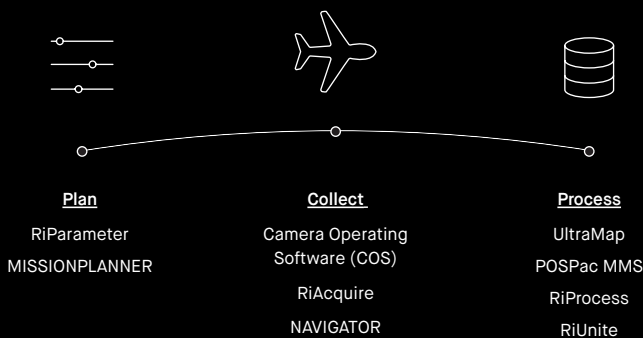 Plan
RiParameter
MISSIONPLANNER
Collect
Camera Operating
Software (COS)
RiAcquire
NAVIGATOR
Process
UltraMap
POSPac MMS
RiProcess
RiUnite